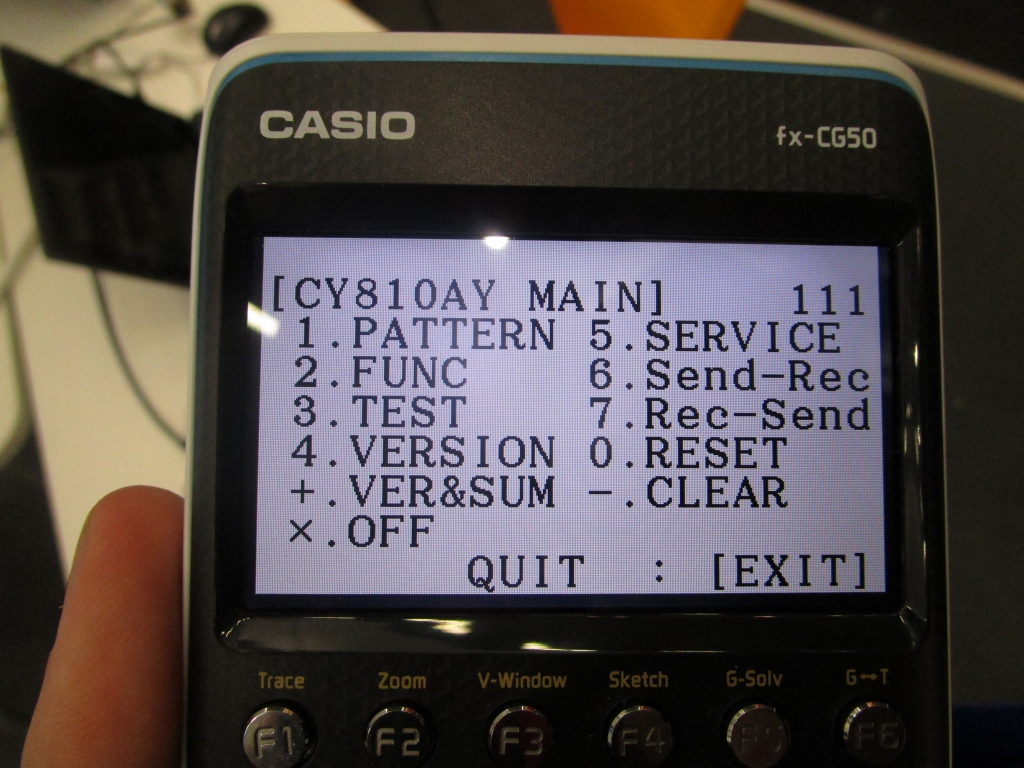 CASIO
fx-CG50
[CY810AY MAIN] 111
1.PATTERN 5.SERVICE
2.FUNC 6.Send-Rec
3.TEST 7.Rec-Send
4.VERSION 0.RESET
+.VER&SUM -.CLEAR
×.OFF
QUIT : [EXIT]
Trace Zoom V-Window Sketch G-Solv G↔T
F1 F2 F3 F4 F5 F6